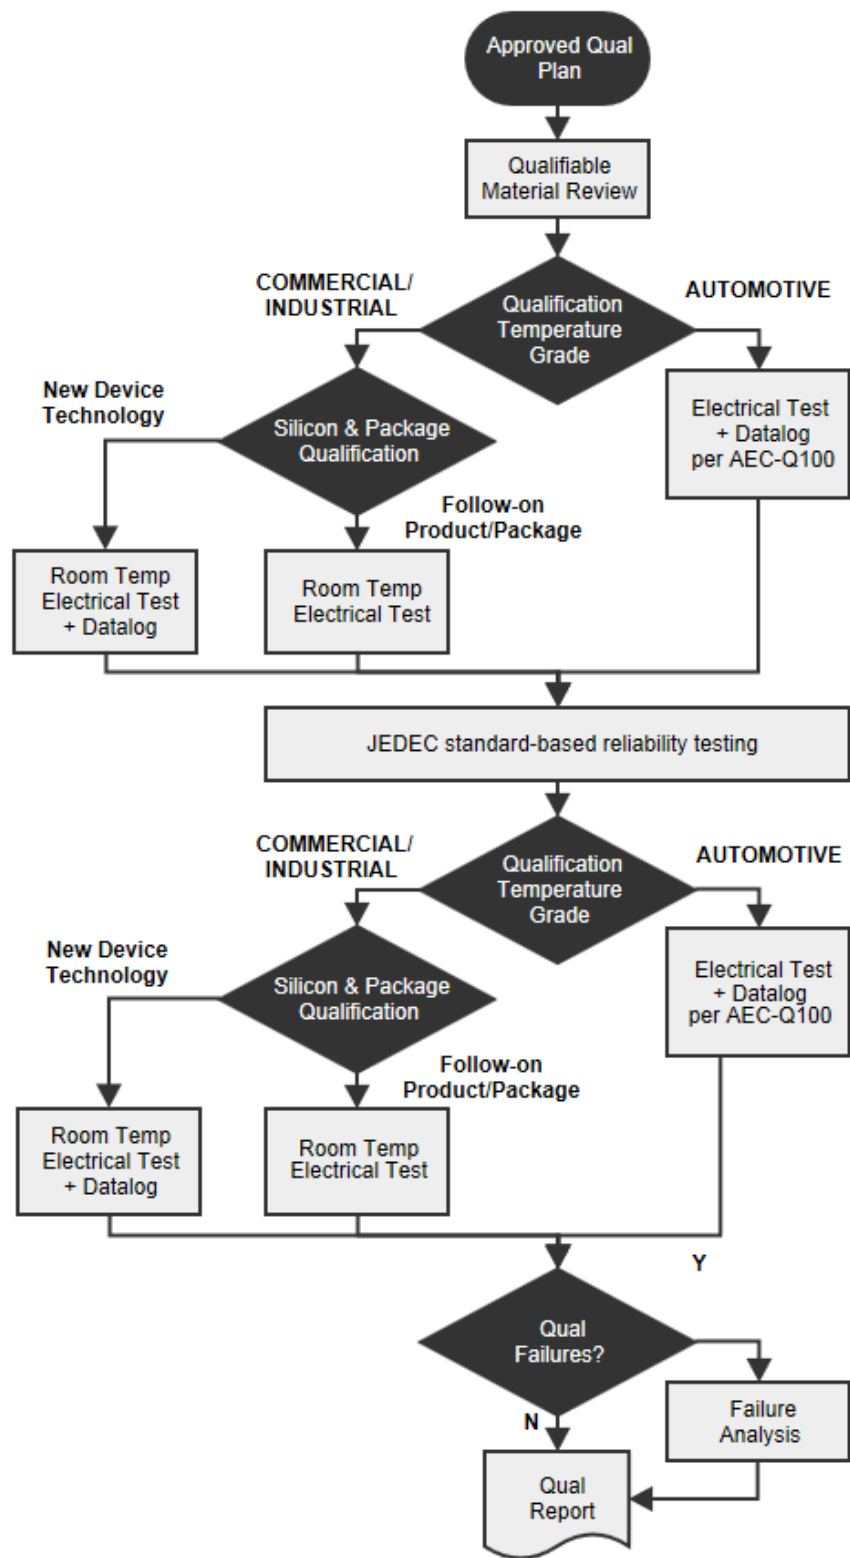 Approved Qual
Plan
Qualifiable
Material Review
COMMERCIAL/
INDUSTRIAL
Qualification
Temperature
Grade
AUTOMOTIVE
New Device
Technology
Silicon & Package
Qualification
Electrical Test
+ Datalog
per AEC-Q100
Follow-on
Product/Package
Room Temp
Electrical Test
+ Datalog
Room Temp
Electrical Test
JEDEC standard-based reliability testing
COMMERCIAL/
INDUSTRIAL
Qualification
Temperature
Grade
AUTOMOTIVE
New Device
Technology
Silicon & Package
Qualification
Electrical Test
+ Datalog
per AEC-Q100
Follow-on
Product/Package
Room Temp
Electrical Test
+ Datalog
Room Temp
Electrical Test
Y
Qual
Failures?
N
Failure
Analysis
Qual
Report